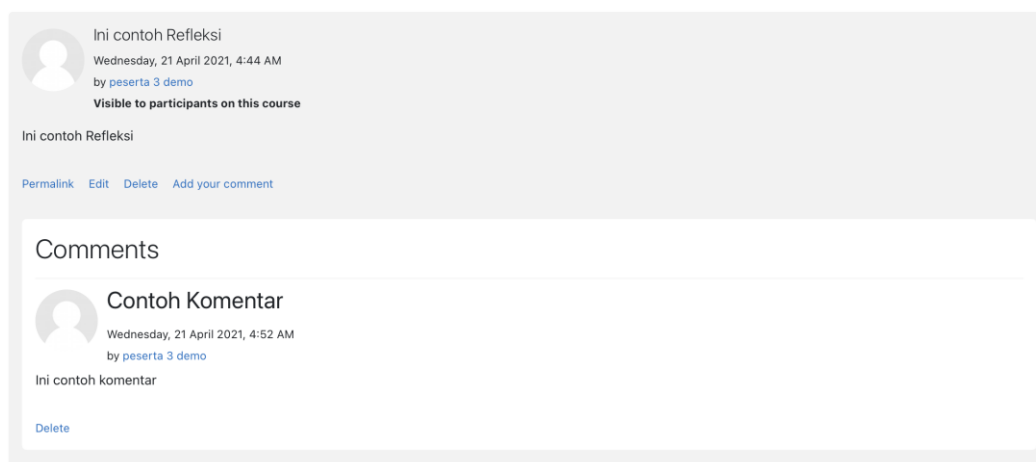 Ini contoh Refleksi
Wednesday, 21 April 2021, 4:44 AM
by peserta 3 demo
Visible to participants on this course
Ini contoh Refleksi
Permalink Edit Delete Add your comment
Comments
Contoh Komentar
Wednesday, 21 April 2021, 4:52 AM
by peserta 3 demo
Ini contoh komentar
Delete